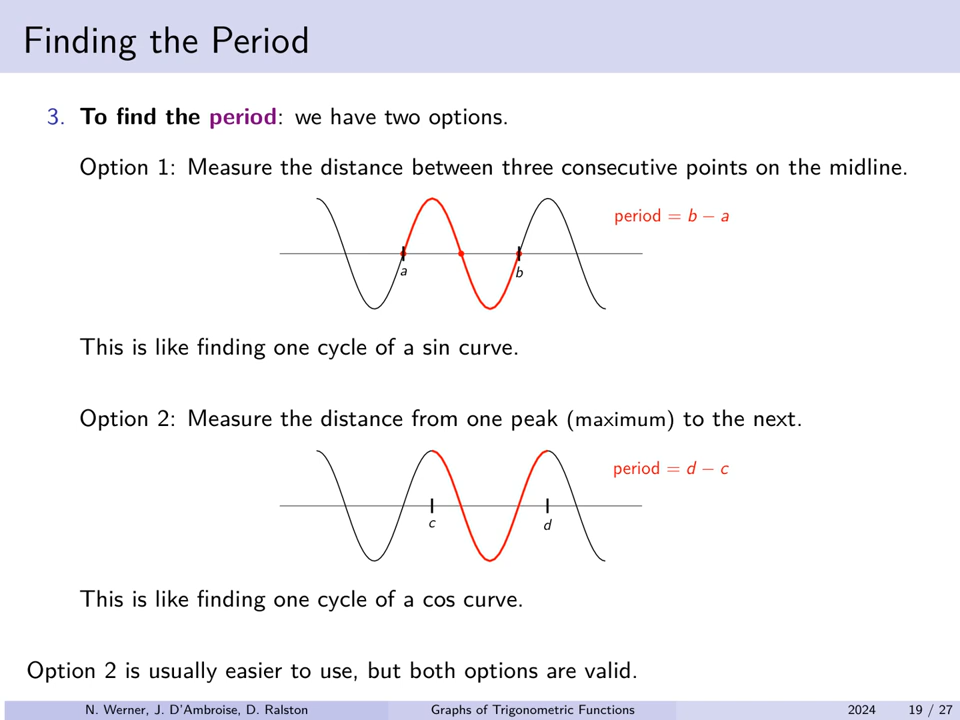 Finding the Period
3. To find the period: we have two options.
Option 1: Measure the distance between three consecutive points on the midline.
period = b − a
a
b
This is like finding one cycle of a sin curve.
Option 2: Measure the distance from one peak (maximum) to the next.
period = d − c
c
d
This is like finding one cycle of a cos curve.
Option 2 is usually easier to use, but both options are valid.
N. Werner, J. D'Ambroise, D. Ralston
Graphs of Trigonometric Functions
2024
19 / 27